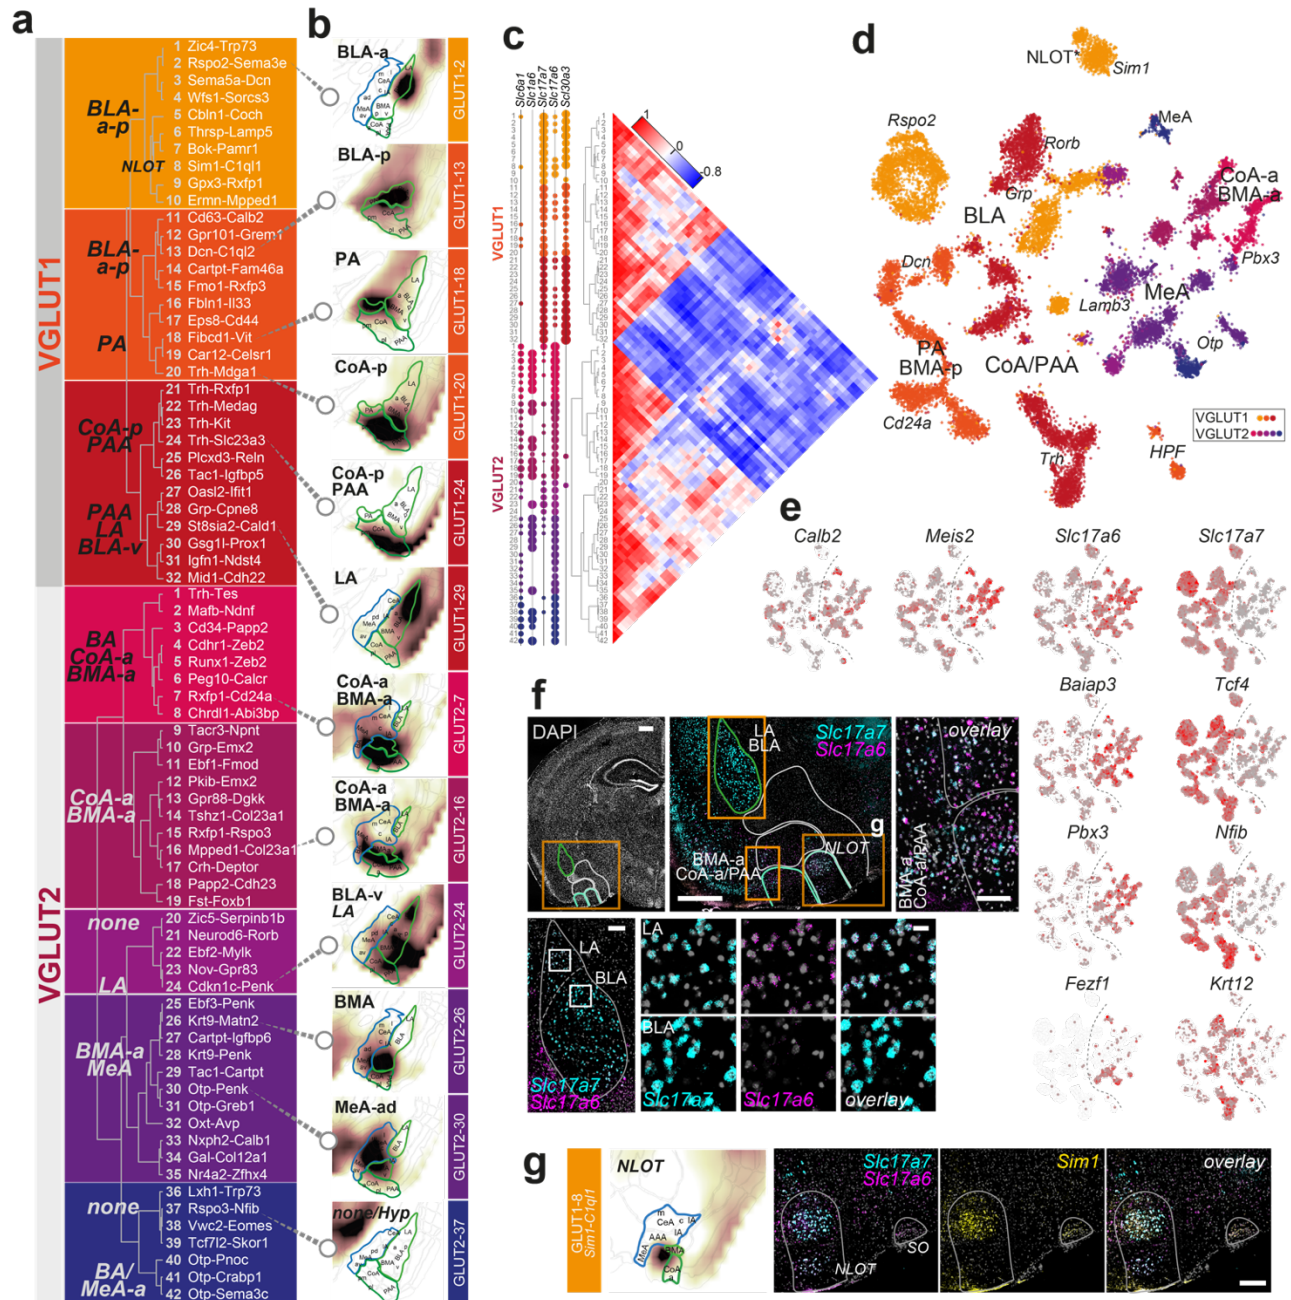 a
VGLUT1
VGLUT2
BLA-
a-p
NLOT
BLA-
a-p
PA
CoA-p
PAA
PAA
LA
BLA-v
BA
CoA-a
BMA-a
CoA-a
BMA-a
none
LA
BMA-a
MeA
none
BA/
MeA-a
1 Zic4-Trp73
2 Rspo2-Sema3e
3 Sema5a-Dcn
4 Wfs1-Sorcs3
5 Cbln1-Coch
6 Thrsp-Lamp5
7 Bok-Pamr1
8 Sim1-C1ql1
9 Gpx3-Rxfp1
10 Ermn-Mpped1
11 Cd63-Calb2
12 Gpr101-Grem1
13 Dcn-C1ql2
14 Cartpt-Fam46a
15 Fmo1-Rxfp3
16 Fbln1-Il33
17 Eps8-Cd44
18 Fibcd1-Vit
19 Car12-Celsr1
20 Trh-Mdga1
21 Trh-Rxfp1
22 Trh-Medag
23 Trh-Kit
24 Trh-Slc23a3
25 Plcxd3-Reln
26 Tac1-Igfbp5
27 Oasl2-Ifit1
28 Grp-Cpne8
29 St8sia2-Cald1
30 Gsg1l-Prox1
31 Igfn1-Ndst4
32 Mid1-Cdh22
1 Trh-Tes
2 Mafb-Ndnf
3 Cd34-Papp2
4 Cdhr1-Zeb2
5 Runx1-Zeb2
6 Peg10-Calcr
7 Rxfp1-Cd24a
8 Chrdl1-Abi3bp
9 Tacr3-Npnt
10 Grp-Emx2
11 Ebf1-Fmod
12 Pkib-Emx2
13 Gpr88-Dgkk
14 Tshz1-Col23a1
15 Rxfp1-Rspo3
16 Mpped1-Col23a1
17 Crh-Deptor
18 Papp2-Cdh23
19 Fst-Foxb1
20 Zic5-Serpinb1b
21 Neurod6-Rorb
22 Ebf2-Mylk
23 Nov-Gpr83
24 Cdkn1c-Penk
25 Ebf3-Penk
26 Krt9-Matn2
27 Cartpt-Igfbp6
28 Krt9-Penk
29 Tac1-Cartpt
30 Otp-Penk
31 Otp-Greb1
32 Oxt-Avp
33 Nxph2-Calb1
34 Gal-Col12a1
35 Nr4a2-Zfhx4
36 Lxh1-Trp73
37 Rspo3-Nfib
38 Vwc2-Eomes
39 Tcf7l2-Skor1
40 Otp-Pnoc
41 Otp-Crabp1
42 Otp-Sema3c
b
BLA-a
GLUT1-2
BLA-p
GLUT1-13
PA
GLUT1-18
CoA-p
GLUT1-20
CoA-p
PAA
GLUT1-24
LA
GLUT1-29
CoA-a
BMA-a
GLUT2-7
CoA-a
BMA-a
GLUT2-16
BLA-v
LA
GLUT2-24
BMA
GLUT2-26
MeA-ad
GLUT2-30
none/Hyp
GLUT2-37
c
Slc6a1
Slc1a6
Slc17a7
Slc17a6
Scl30a3
1
0
-0.8
VGLUT1
VGLUT2
d
NLOT*
Sim1
Rspo2
Rorb
MeA
Grp
BLA
CoA-a
BMA-a
Dcn
Pbx3
Lamb3
MeA
Otp
PA
BMA-p
CoA/PAA
Cd24a
Trh
HPF
VGLUT1
VGLUT2
e
Calb2
Meis2
Slc17a6
Slc17a7
Baiap3
Tcf4
Pbx3
Nfib
Fezf1
Krt12
f
DAPI
LA
BLA
Slc17a7
Slc17a6
g
NLOT
BMA-a
CoA-a/PAA
overlay
BMA-a
CoA-a/PAA
LA
BLA
Slc17a7
Slc17a6
LA
BLA
Slc17a7
Slc17a6
overlay
g
GLUT1-8
Sim1-C1ql1
NLOT
m
CeA
c
IA
AAA
MeA
BMA
CoA
Slc17a7
Slc17a6
SO
NLOT
Sim1
overlay